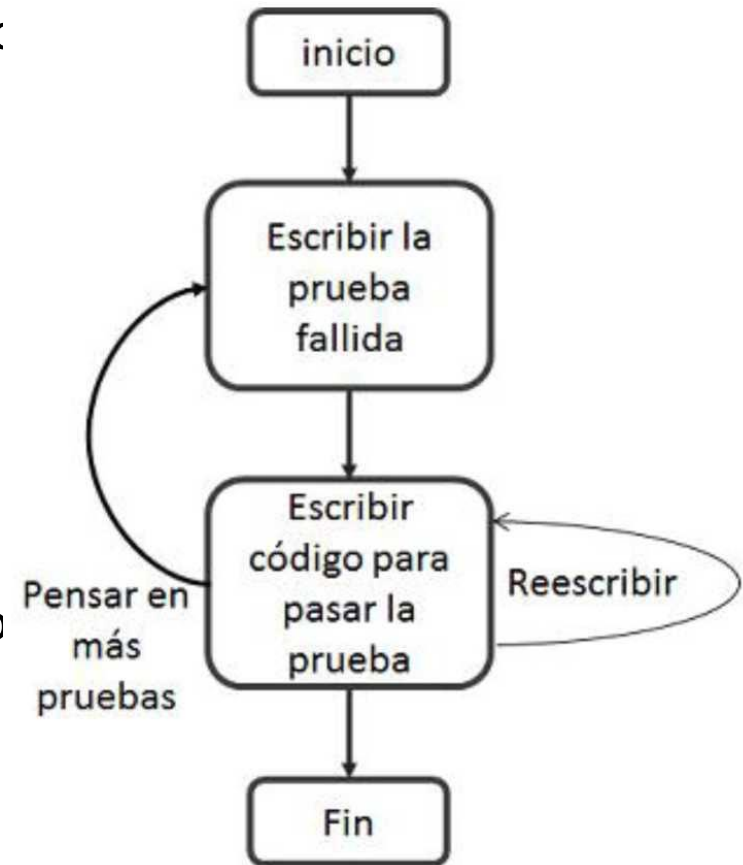 inicio
Escribir la
prueba
fallida
Escribir
código para
pasar la
prueba
Reescribir
Pensar en
más
pruebas
Fin